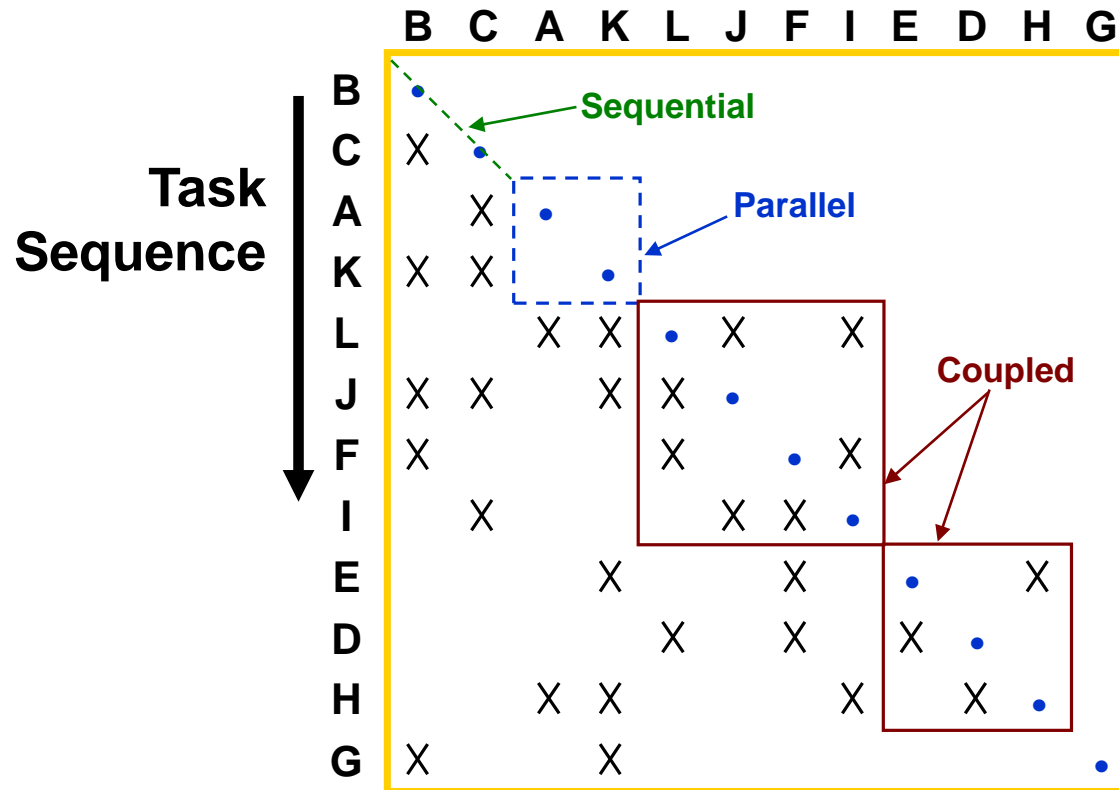 B C A K L J F I E D H G
B
Sequential
C X
Task
Sequence
A X
Parallel
K X X
L X X X X
J X X X X
Coupled
F X X X
I X X X
E X X X
D X X X
H X X X X
G X X